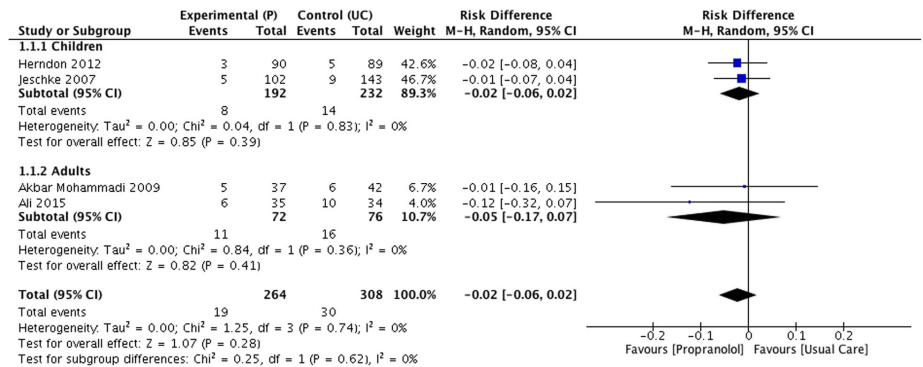 Experimental (P) Control (UC) Risk Difference Risk Difference
Study or Subgroup Events Total Events Total Weight M-H, Random, 95% CI M-H, Random, 95% CI
1.1.1 Children
Herndon 2012 3 90 5 89 42.6% -0.02 [-0.08, 0.04]
Jeschke 2007 5 102 9 143 46.7% -0.01 [-0.07, 0.04]
Subtotal (95% CI) 192 232 89.3% -0.02 [-0.06, 0.02]
Total events 8 14
Heterogeneity: Tau² = 0.00; Chi² = 0.04, df = 1 (P = 0.83); I² = 0%
Test for overall effect: Z = 0.85 (P = 0.39)
1.1.2 Adults
Akbar Mohammadi 2009 5 37 6 42 6.7% -0.01 [-0.16, 0.15]
Ali 2015 6 35 10 34 4.0% -0.12 [-0.32, 0.07]
Subtotal (95% CI) 72 76 10.7% -0.05 [-0.17, 0.07]
Total events 11 16
Heterogeneity: Tau² = 0.00; Chi² = 0.84, df = 1 (P = 0.36); I² = 0%
Test for overall effect: Z = 0.82 (P = 0.41)
Total (95% CI) 264 308 100.0% -0.02 [-0.06, 0.02]
Total events 19 30
Heterogeneity: Tau² = 0.00; Chi² = 1.25, df = 3 (P = 0.74); I² = 0%
Test for overall effect: Z = 1.07 (P = 0.28)
Test for subgroup differences: Chi² = 0.25, df = 1 (P = 0.62), I² = 0%
-0.2 -0.1 0 0.1 0.2
Favours [Propranolol] Favours [Usual Care]